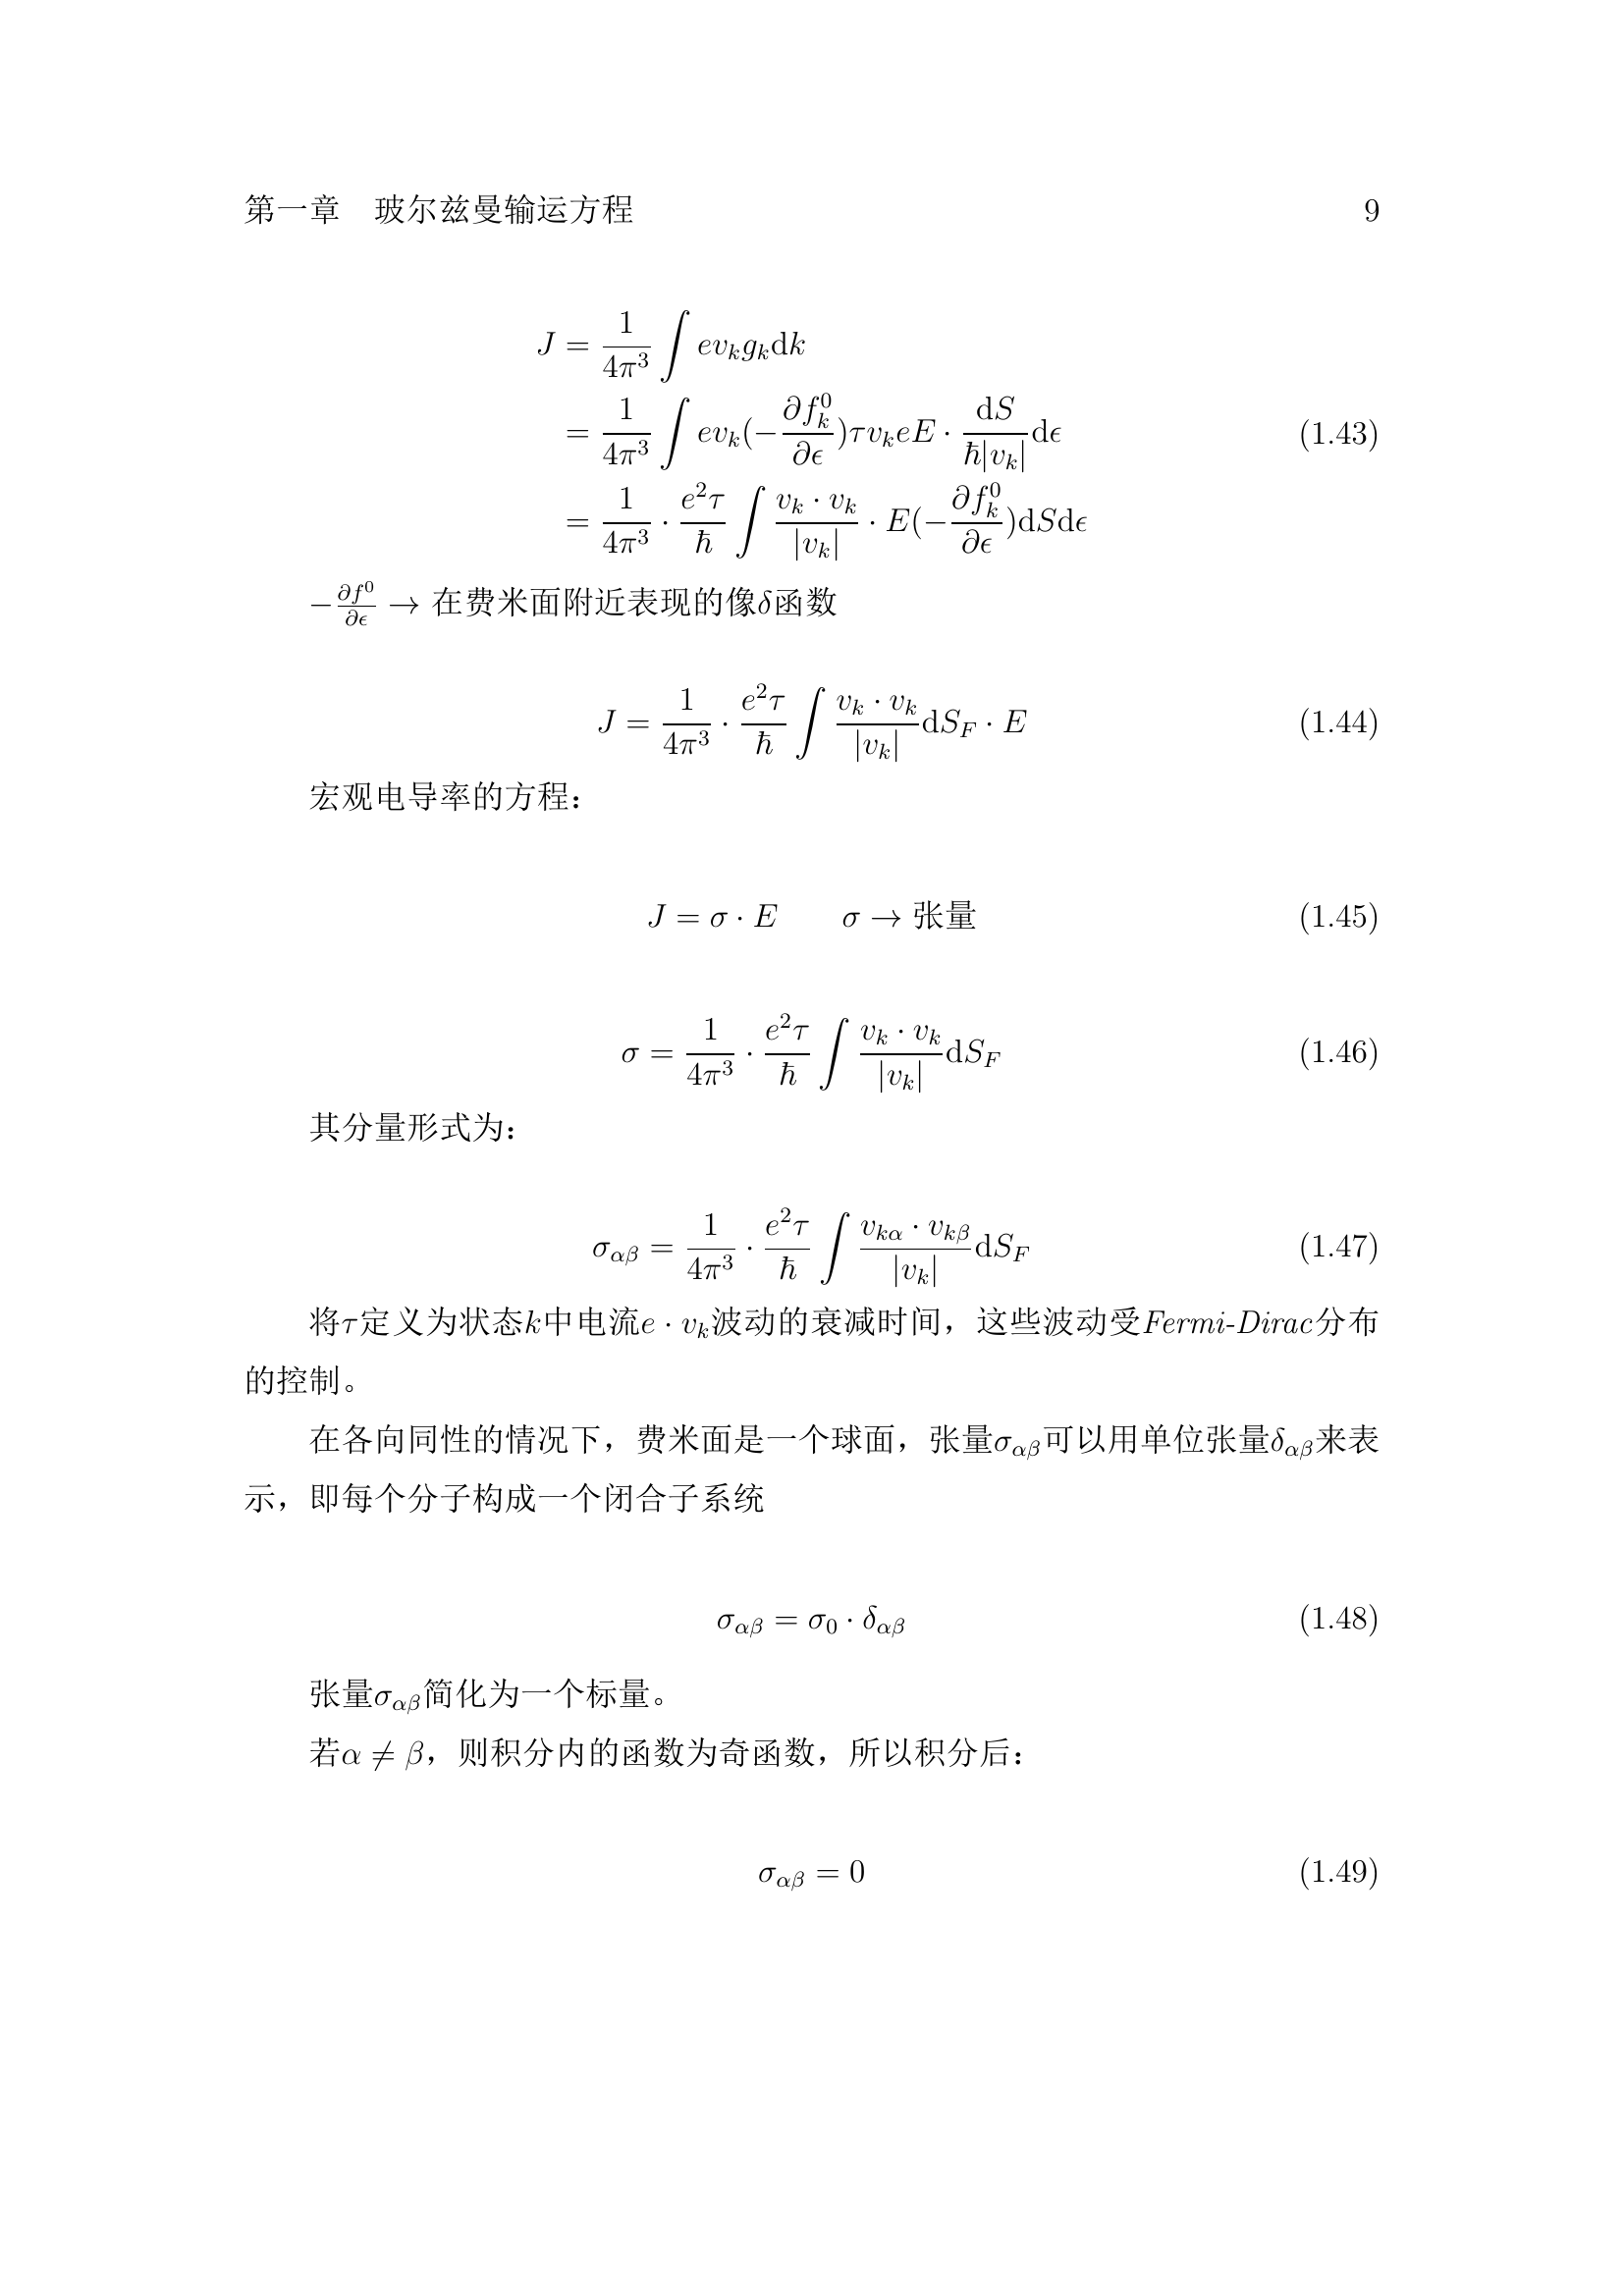 第一章 玻尔兹曼输运方程 9
$J = \frac{1}{4\pi^3} \int e v_k g_k \mathrm{d}k$
$= \frac{1}{4\pi^3} \int e v_k (-\frac{\partial f_k^0}{\partial \epsilon}) \tau v_k e E \cdot \frac{\mathrm{d}S}{\hbar |v_k|} \mathrm{d}\epsilon$ (1.43)
$= \frac{1}{4\pi^3} \cdot \frac{e^2 \tau}{\hbar} \int \frac{v_k \cdot v_k}{|v_k|} \cdot E (-\frac{\partial f_k^0}{\partial \epsilon}) \mathrm{d}S \mathrm{d}\epsilon$
$-\frac{\partial f^0}{\partial \epsilon} \to$ 在费米面附近表现的像$\delta$函数
$J = \frac{1}{4\pi^3} \cdot \frac{e^2 \tau}{\hbar} \int \frac{v_k \cdot v_k}{|v_k|} \mathrm{d}S_F \cdot E$ (1.44)
宏观电导率的方程：
$J = \sigma \cdot E \quad \sigma \to$ 张量 (1.45)
$\sigma = \frac{1}{4\pi^3} \cdot \frac{e^2 \tau}{\hbar} \int \frac{v_k \cdot v_k}{|v_k|} \mathrm{d}S_F$ (1.46)
其分量形式为：
$\sigma_{\alpha\beta} = \frac{1}{4\pi^3} \cdot \frac{e^2 \tau}{\hbar} \int \frac{v_{k\alpha} \cdot v_{k\beta}}{|v_k|} \mathrm{d}S_F$ (1.47)
将$\tau$定义为状态$k$中电流$e \cdot v_k$波动的衰减时间，这些波动受Fermi-Dirac分布
的控制。
在各向同性的情况下，费米面是一个球面，张量$\sigma_{\alpha\beta}$可以用单位张量$\delta_{\alpha\beta}$来表
示，即每个分子构成一个闭合子系统
$\sigma_{\alpha\beta} = \sigma_0 \cdot \delta_{\alpha\beta}$ (1.48)
张量$\sigma_{\alpha\beta}$简化为一个标量。
若$\alpha \neq \beta$，则积分内的函数为奇函数，所以积分后：
$\sigma_{\alpha\beta} = 0$ (1.49)